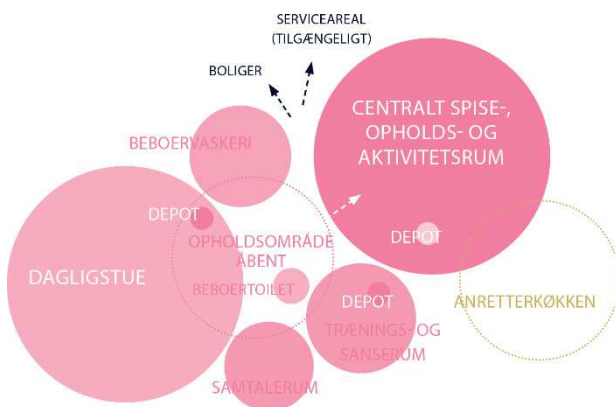 SERVICEAREAL
(TILGÆNGELIGT)
BOLIGER
CENTRALT SPISE-,
OPHOLDS- OG
AKTIVITETSRUM
BEBOERVASKERI
DEPOT
OPHOLDSOMRÅDE
ÅBENT
DEPOT
DAGLIGSTUE
BEBOERTOILET
DEPOT
ANRETTERKØKKEN
TRÆNINGS- OG
SANSERUM
SAMTALERUM